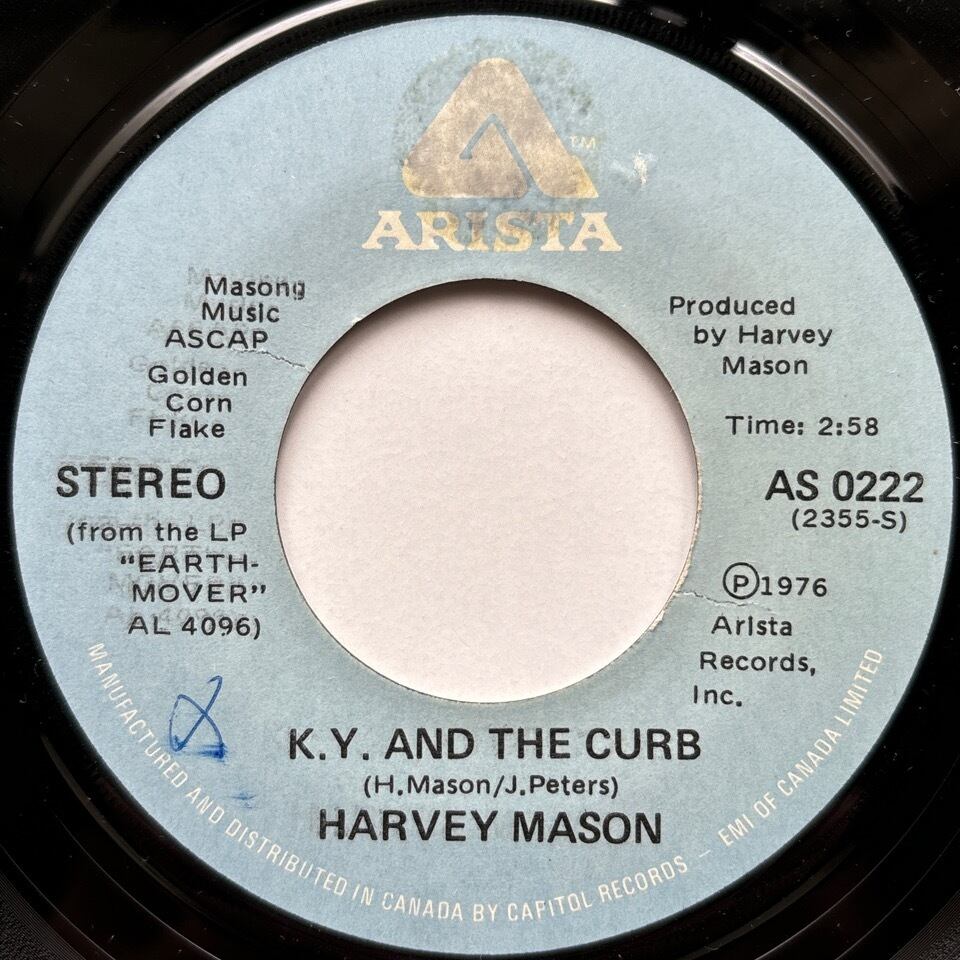 TM
ARISTA
Masong
Music
ASCAP
Golden
Corn
Flake
STEREO
(from the LP
"EARTH-
MOVER"
AL 4096)
Produced
by Harvey
Mason
Time: 2:58
AS 0222
(2355-S)
Ⓟ1976
Arista
Records,
Inc.
K.Y. AND THE CURB
(H.Mason/J.Peters)
HARVEY MASON
MANUFACTURED AND DISTRIBUTED IN CANADA BY CAPITOL RECORDS – EMI OF CANADA LIMITED